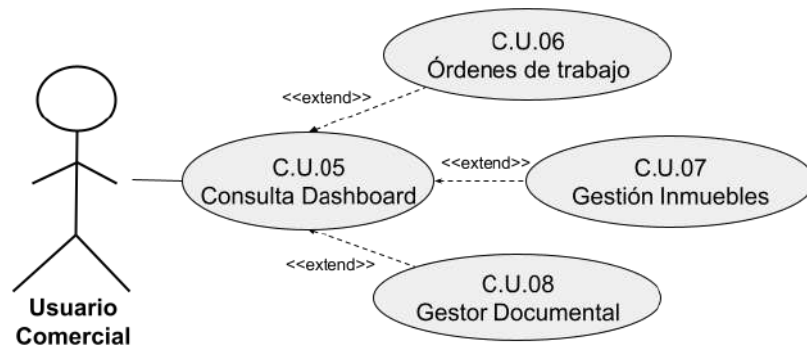 C.U.06
Órdenes de trabajo
<<extend>>
C.U.05
Consulta Dashboard
<<extend>>
C.U.07
Gestión Inmuebles
<<extend>>
C.U.08
Gestor Documental
Usuario
Comercial